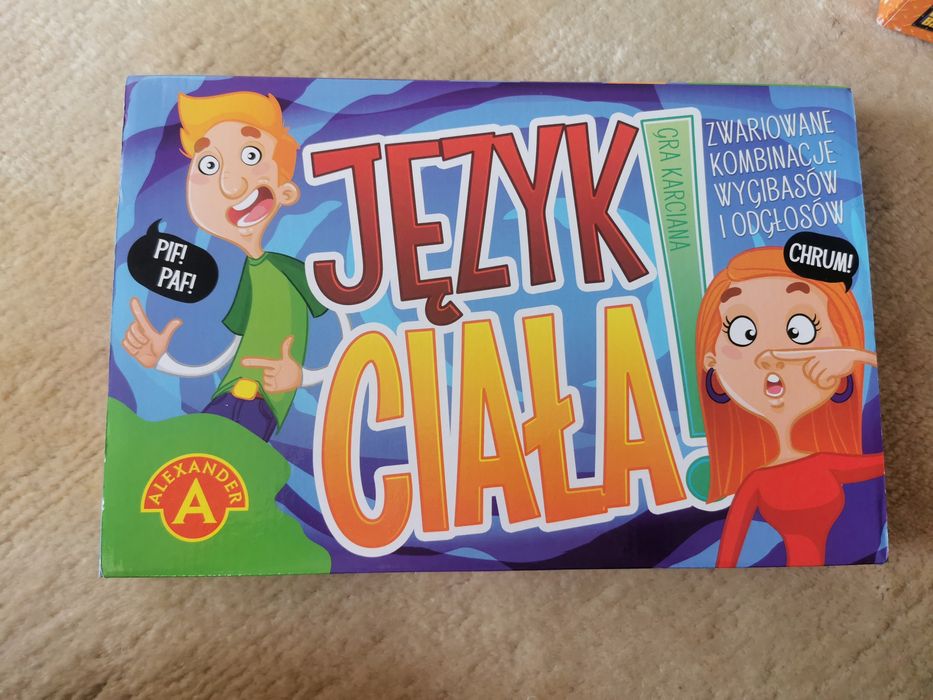 JĘZYK
CIAŁA!
GRA KARCIANA
ZWARIOWANE
KOMBINACJE
WYGIBASÓW
I ODGŁOSÓW
PIF!
PAF!
CHRUM!
ALEXANDER
A